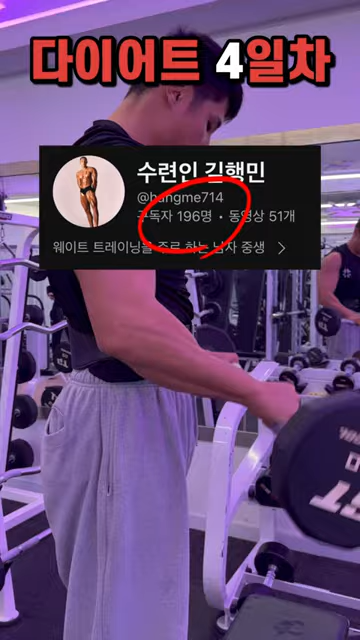 다이어트 4일차
수련인 김행민
@hangme714
구독자 196명 • 동영상 51개
웨이트 트레이닝을 주로 하는 남자 중생